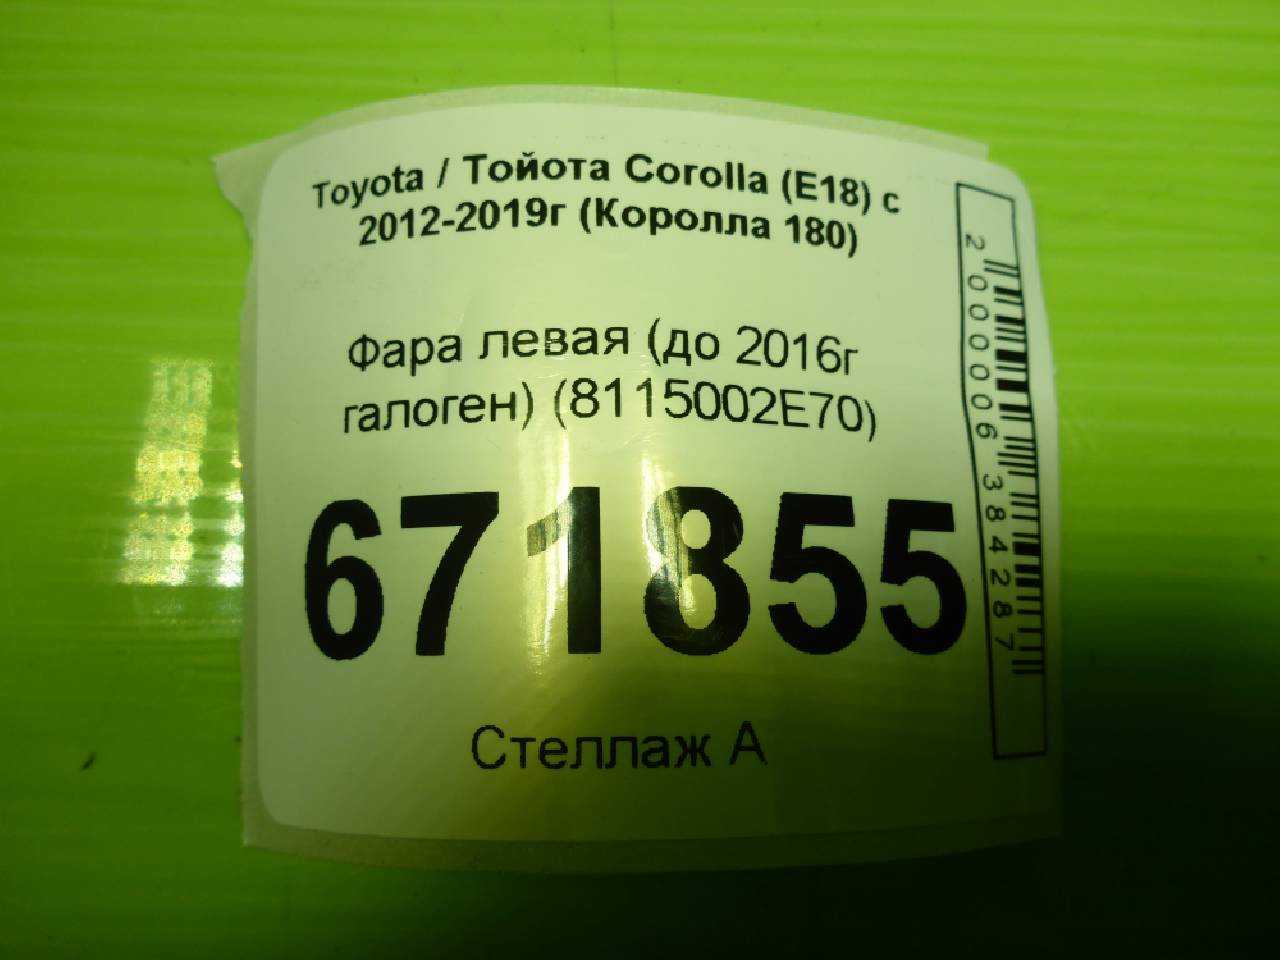 Toyota / Тойота Corolla (E18) с
2012-2019г (Королла 180)
Фара левая (до 2016г
галоген) (8115002E70)
671855
Стеллаж А
2000006384287